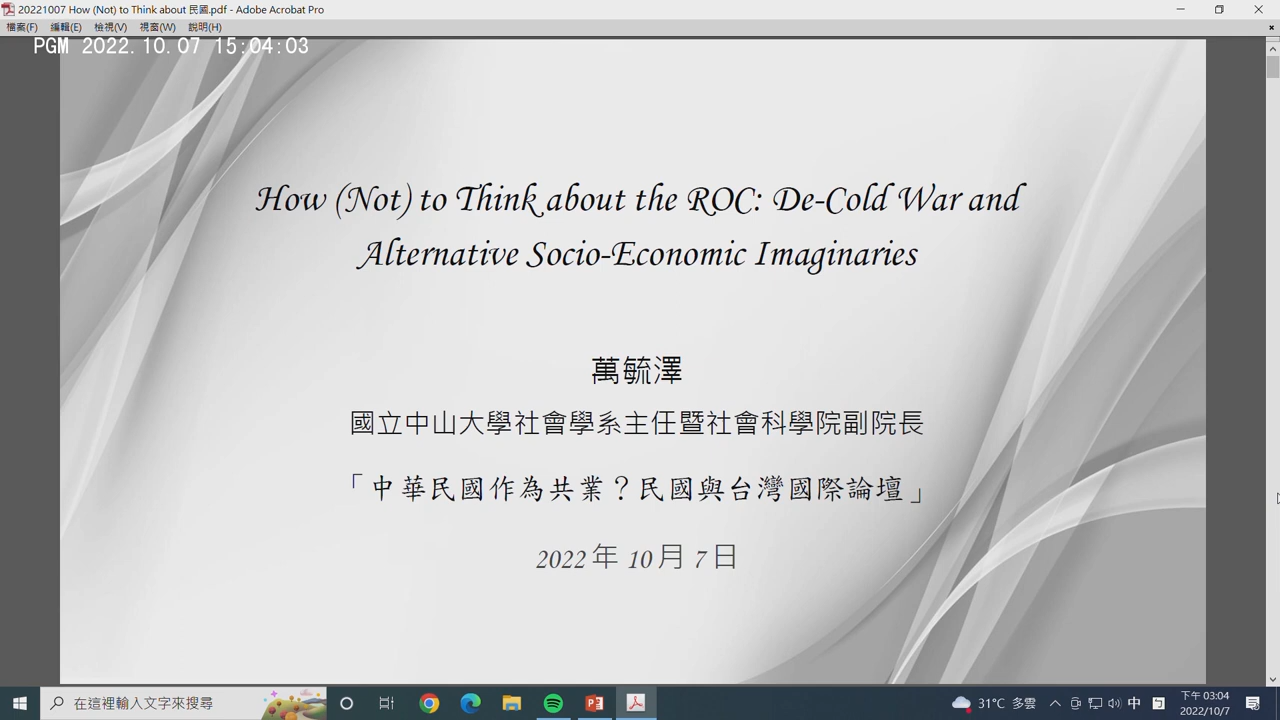 20221007 How (Not) to Think about 民國.pdf - Adobe Acrobat Pro
檔案(F) 編輯(E) 檢視(V) 視窗(W) 說明(H)
PGM 2022.10.07 15:04:03
How (Not) to Think about the ROC: De-Cold War and
Alternative Socio-Economic Imaginaries
萬毓澤
國立中山大學社會學系主任暨社會科學院副院長
「中華民國作為共業？民國與台灣國際論壇」
2022年10月7日
在這裡輸入文字來搜尋
31°C 多雲
中
下午 03:04
2022/10/7